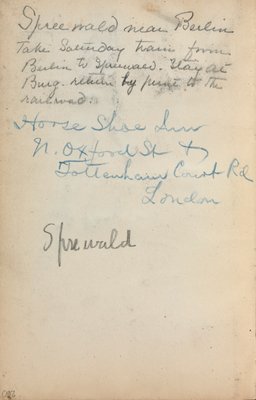 Spreewald near Berlin
take Saturday train from
Berlin to Spreewald. Stay at
Burg. return by punt to the
railroad.
Horse Shoe Inn
N. Oxford St &
Tottenham Court Rd
London
Sprewald